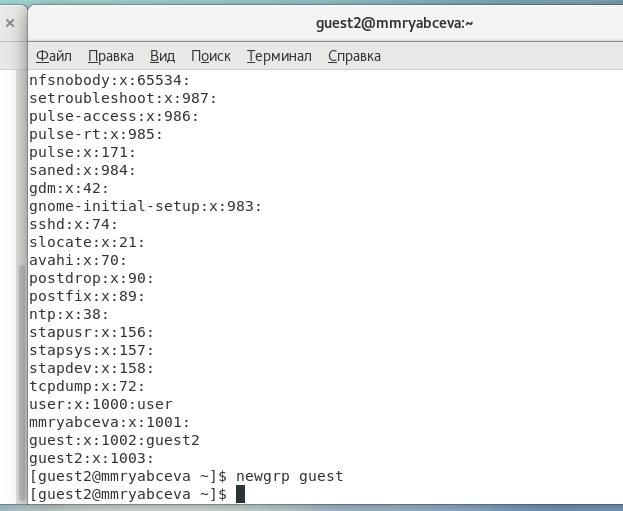 guest2@mmryabceva:~
Файл Правка Вид Поиск Терминал Справка
nfsnobody:x:65534:
setroubleshoot:x:987:
pulse-access:x:986:
pulse-rt:x:985:
pulse:x:171:
saned:x:984:
gdm:x:42:
gnome-initial-setup:x:983:
sshd:x:74:
slocate:x:21:
avahi:x:70:
postdrop:x:90:
postfix:x:89:
ntp:x:38:
stapusr:x:156:
stapsys:x:157:
stapdev:x:158:
tcpdump:x:72:
user:x:1000:user
mmryabceva:x:1001:
guest:x:1002:guest2
guest2:x:1003:
[guest2@mmryabceva ~]$ newgrp guest
[guest2@mmryabceva ~]$